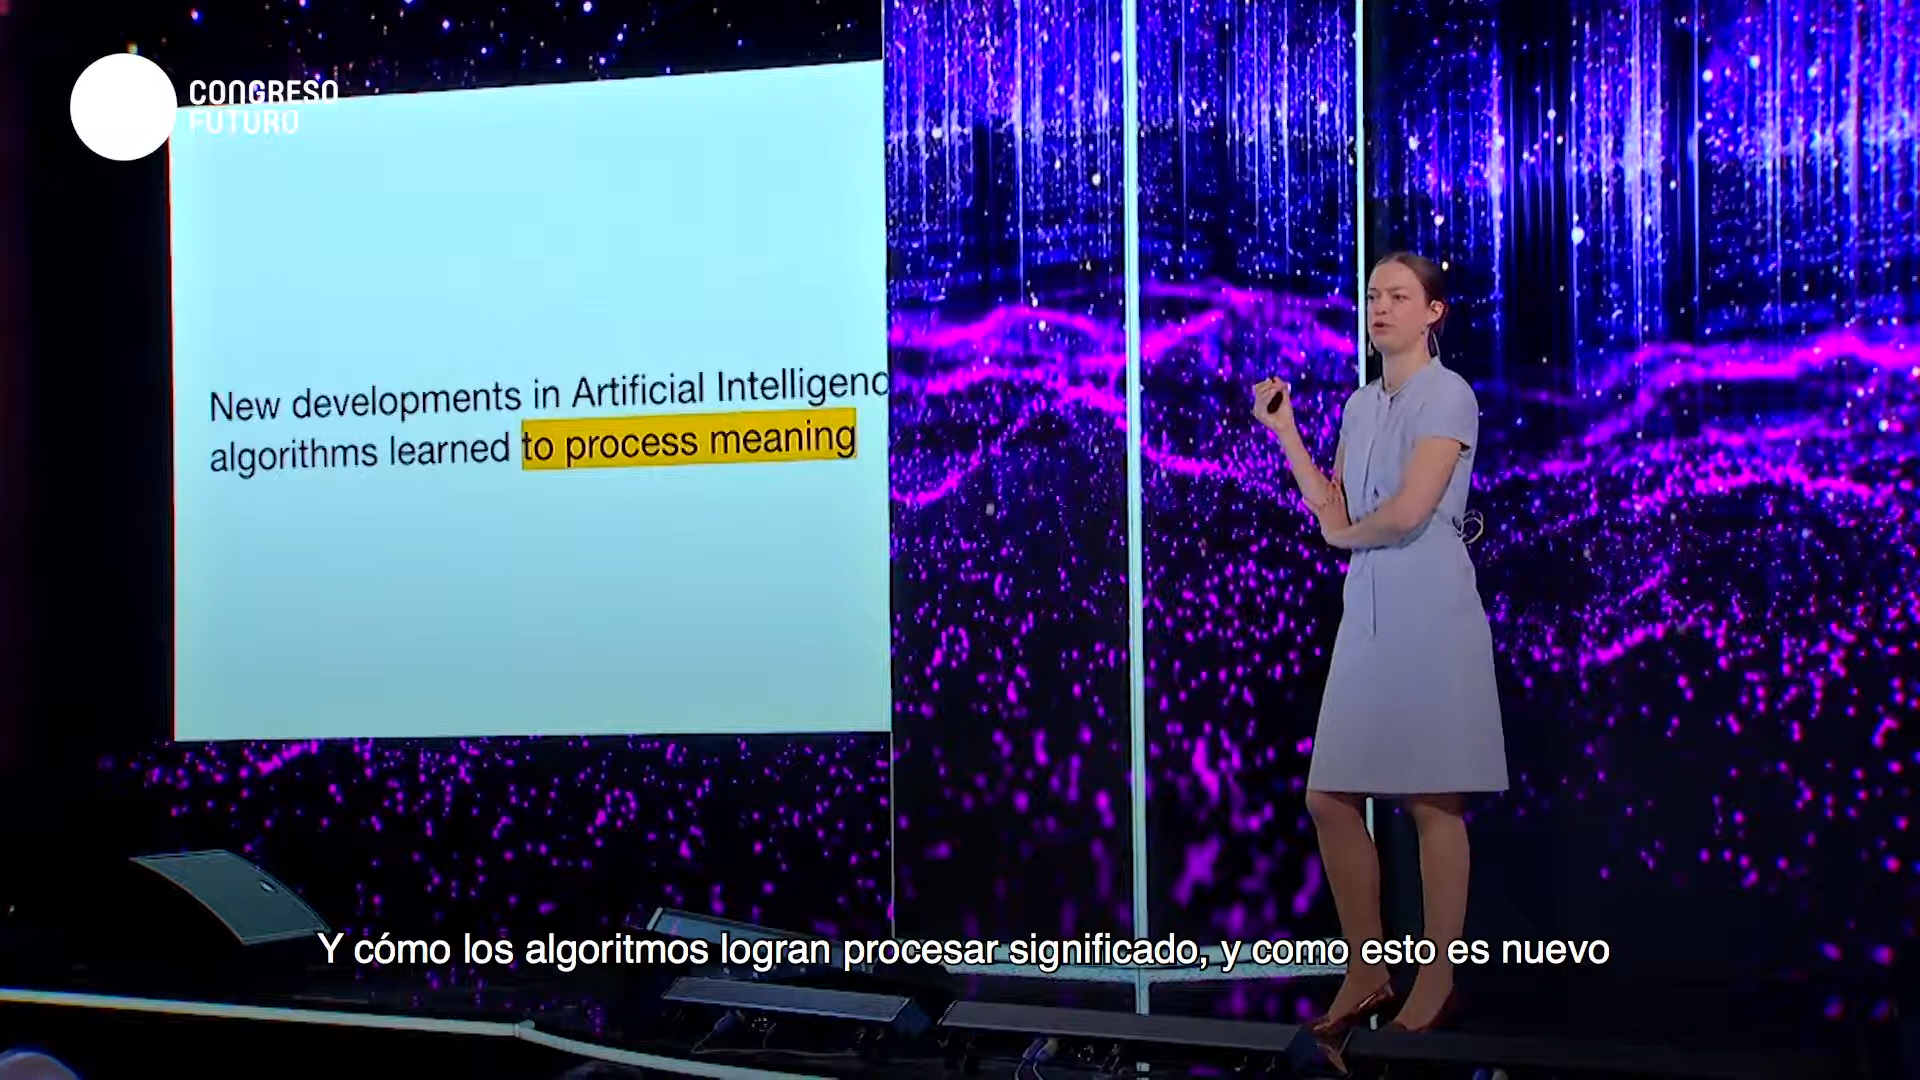 CONGRESO
FUTURO
New developments in Artificial Intelligenc
algorithms learned to process meaning
Y cómo los algoritmos logran procesar significado, y como esto es nuevo